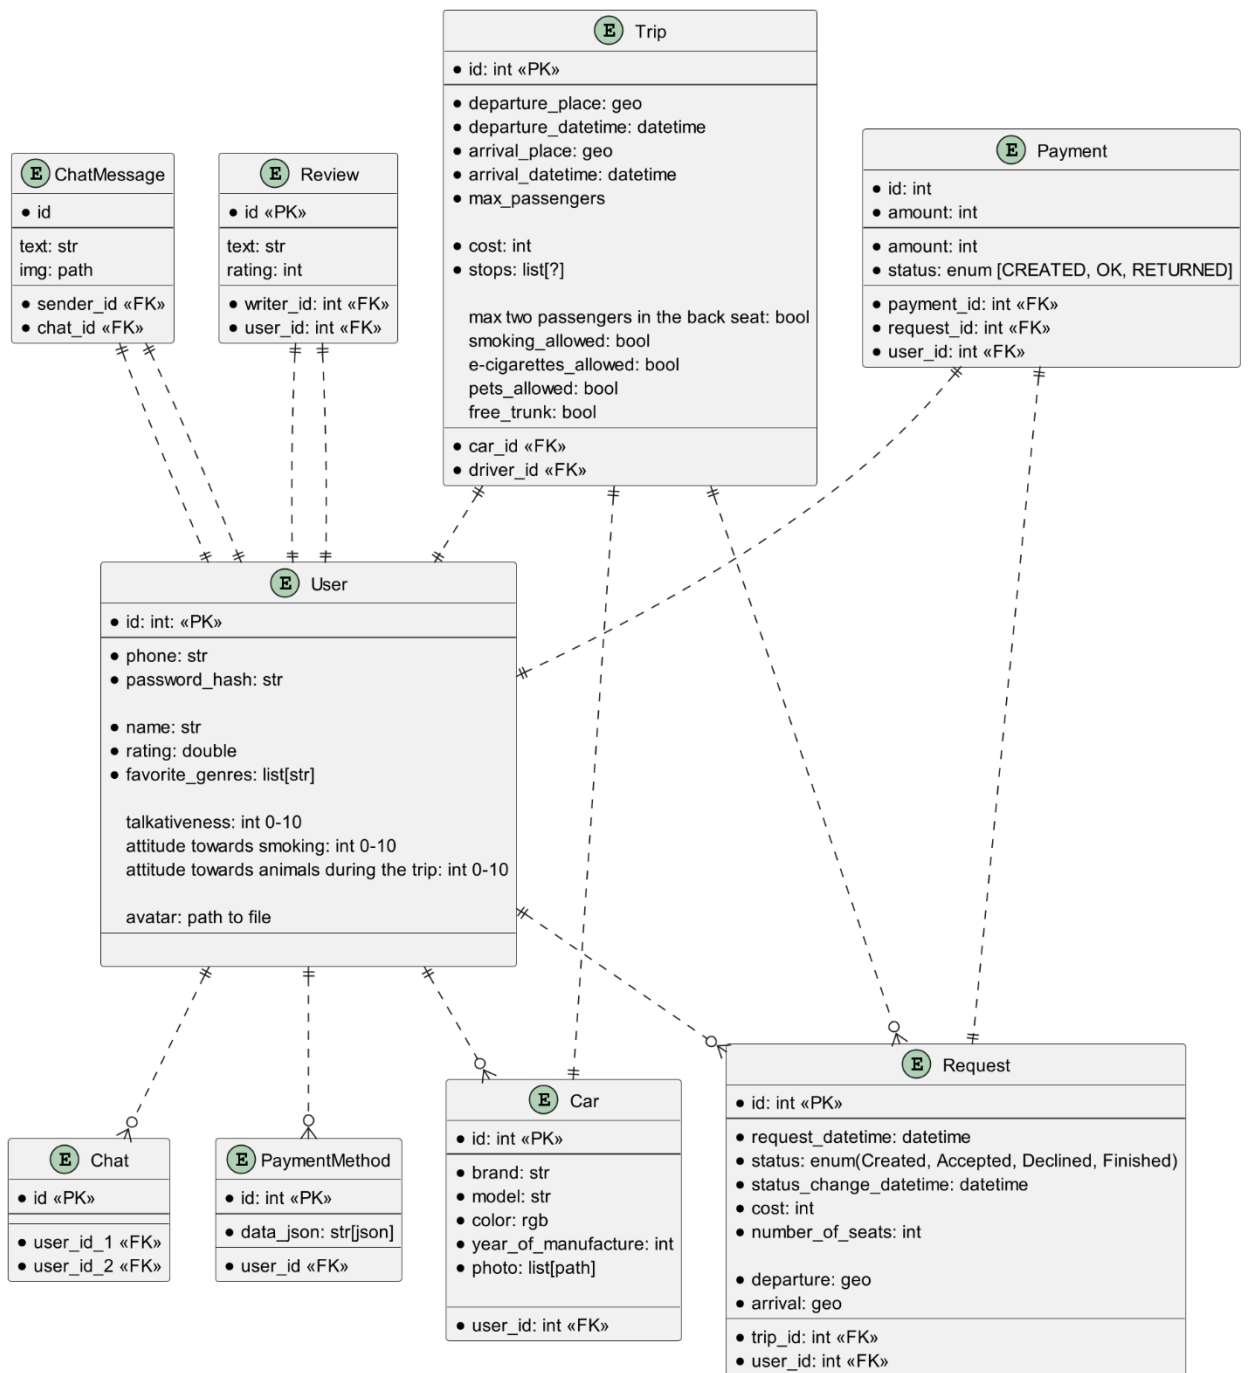 E Trip
id: int «PK»
departure_place: geo
departure_datetime: datetime
arrival_place: geo
arrival_datetime: datetime
max_passengers
cost: int
stops: list[?]
max two passengers in the back seat: bool
smoking_allowed: bool
e-cigarettes_allowed: bool
pets_allowed: bool
free_trunk: bool
car_id «FK»
driver_id «FK»
E ChatMessage
id
text: str
img: path
sender_id «FK»
chat_id «FK»
E Review
id «PK»
text: str
rating: int
writer_id: int «FK»
user_id: int «FK»
E Payment
id: int
amount: int
amount: int
status: enum [CREATED, OK, RETURNED]
payment_id: int «FK»
request_id: int «FK»
user_id: int «FK»
E User
id: int: «PK»
phone: str
password_hash: str
name: str
rating: double
favorite_genres: list[str]
talkativeness: int 0-10
attitude towards smoking: int 0-10
attitude towards animals during the trip: int 0-10
avatar: path to file
E Chat
id «PK»
user_id_1 «FK»
user_id_2 «FK»
E PaymentMethod
id: int «PK»
data_json: str[json]
user_id «FK»
E Car
id: int «PK»
brand: str
model: str
color: rgb
year_of_manufacture: int
photo: list[path]
user_id: int «FK»
E Request
id: int «PK»
request_datetime: datetime
status: enum(Created, Accepted, Declined, Finished)
status_change_datetime: datetime
cost: int
number_of_seats: int
departure: geo
arrival: geo
trip_id: int «FK»
user_id: int «FK»